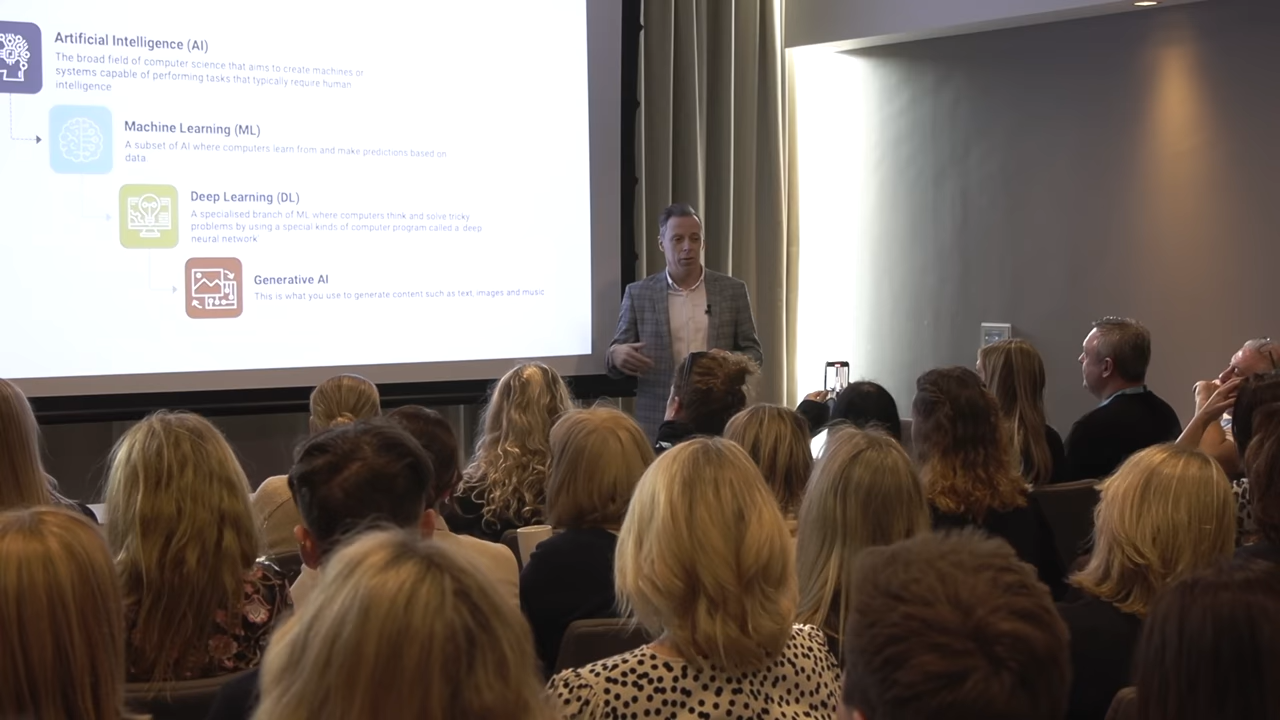 Artificial Intelligence (AI)
The broad field of computer science that aims to create machines or
systems capable of performing tasks that typically require human
intelligence
Machine Learning (ML)
A subset of AI where computers learn from and make predictions based on
data
Deep Learning (DL)
A specialised branch of ML where computers think and solve tricky
problems by using a special kinds of computer program called a deep
neural network
Generative AI
This is what you use to generate content such as text, images and music